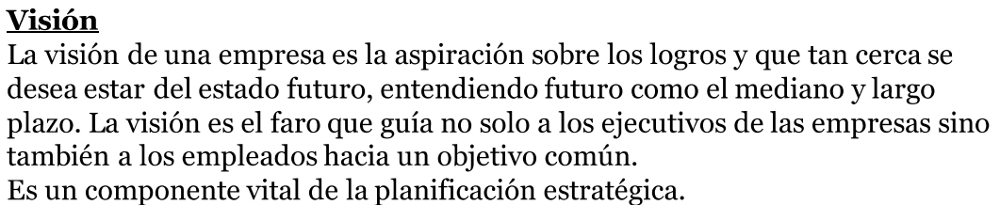 Visión
La visión de una empresa es la aspiración sobre los logros y que tan cerca se
desea estar del estado futuro, entendiendo futuro como el mediano y largo
plazo. La visión es el faro que guía no solo a los ejecutivos de las empresas sino
también a los empleados hacia un objetivo común.
Es un componente vital de la planificación estratégica.